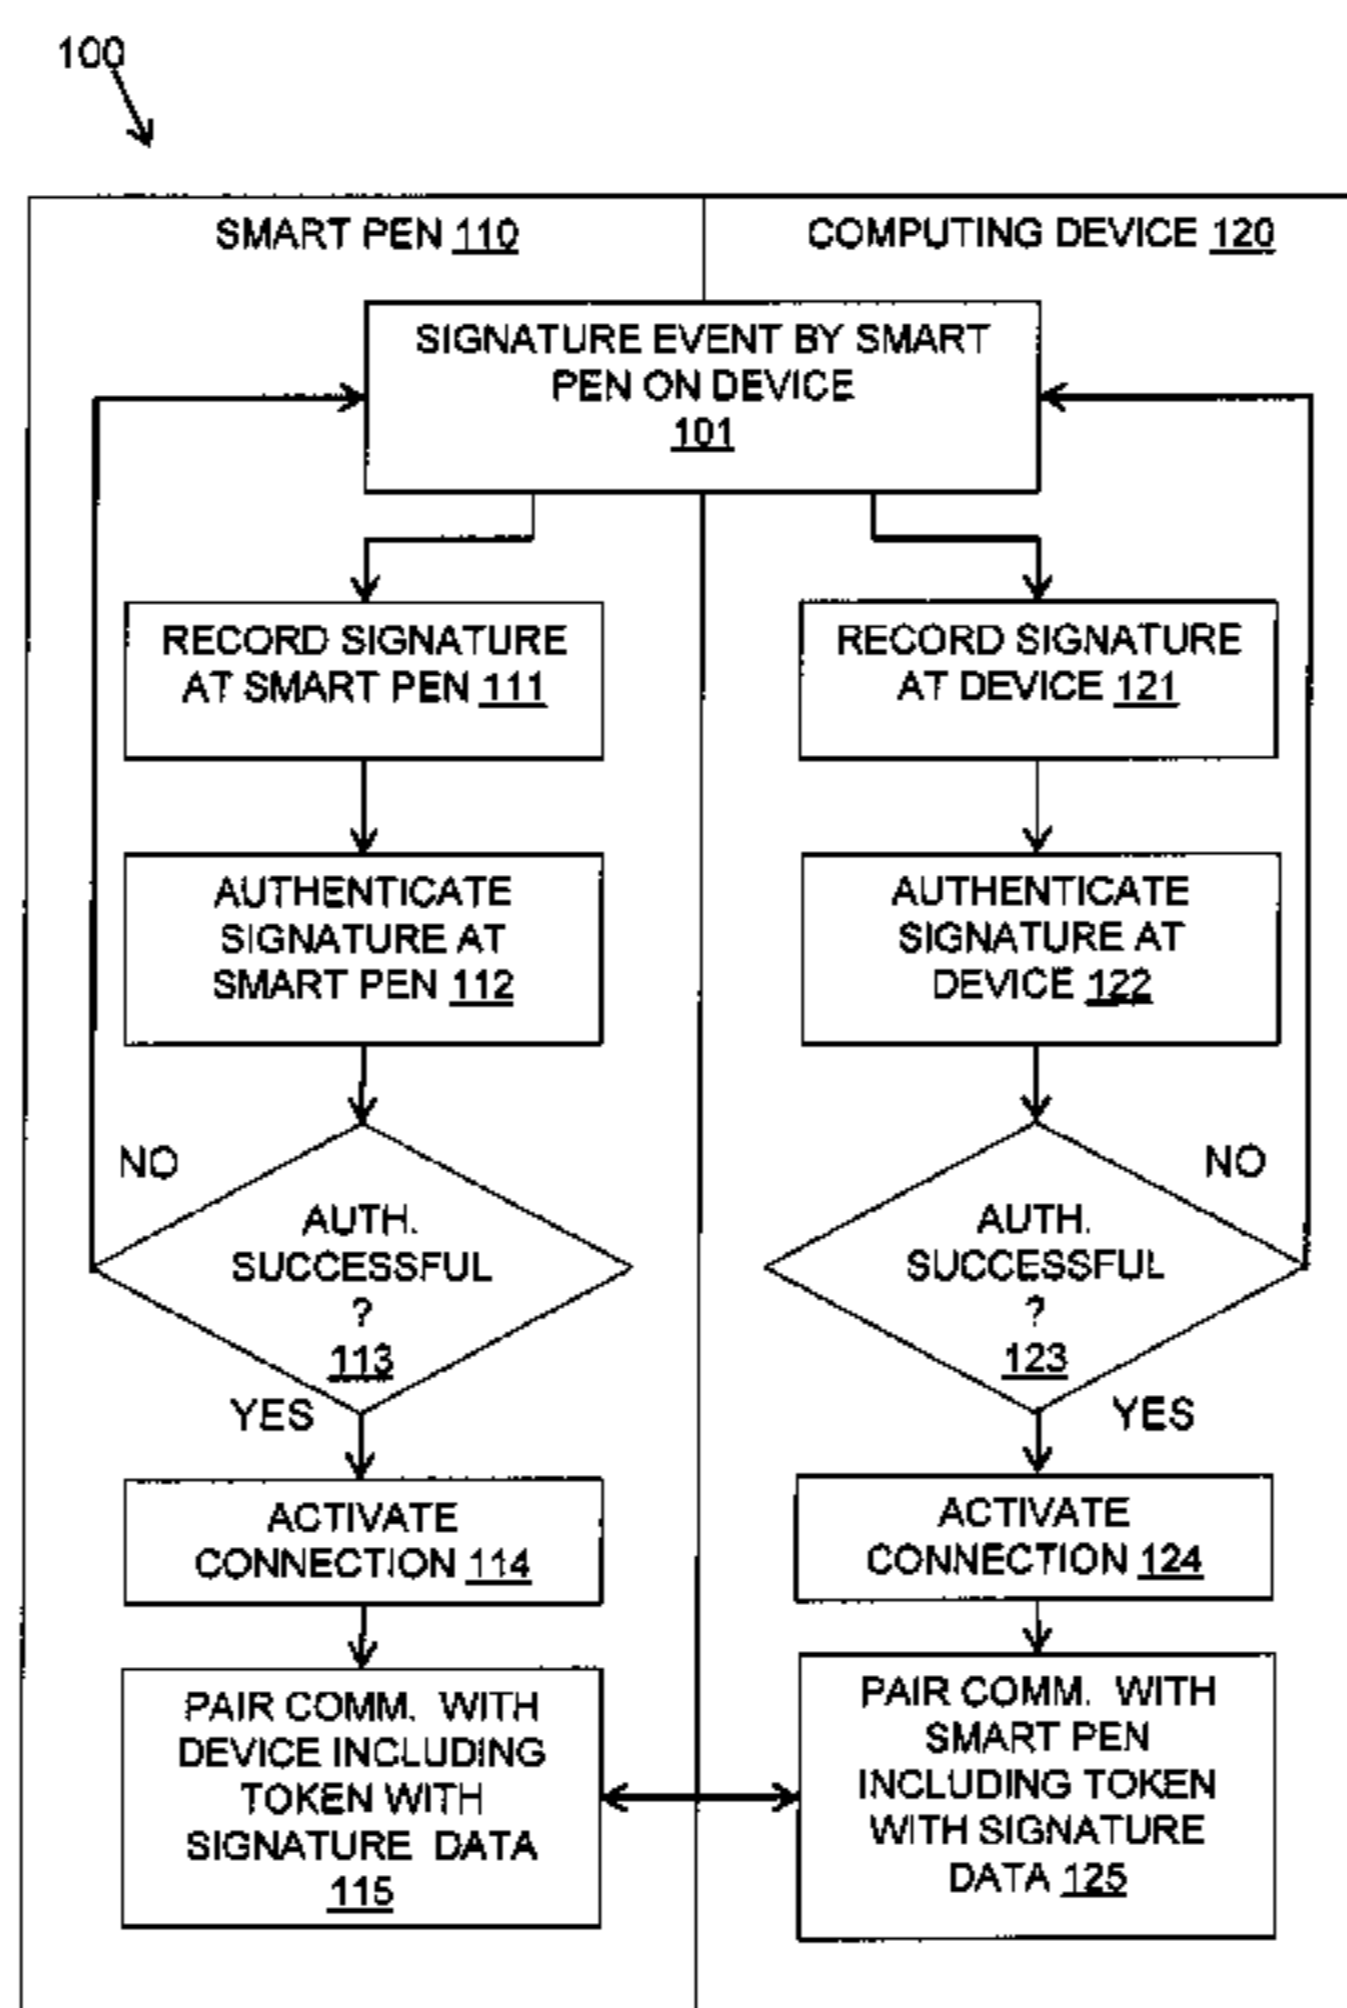 100
SMART PEN 110
COMPUTING DEVICE 120
SIGNATURE EVENT BY SMART
PEN ON DEVICE
101
RECORD SIGNATURE
AT SMART PEN 111
RECORD SIGNATURE
AT DEVICE 121
AUTHENTICATE
SIGNATURE AT
SMART PEN 112
AUTHENTICATE
SIGNATURE AT
DEVICE 122
NO
AUTH.
SUCCESSFUL
?
113
YES
NO
AUTH.
SUCCESSFUL
?
123
YES
ACTIVATE
CONNECTION 114
ACTIVATE
CONNECTION 124
PAIR COMM. WITH
DEVICE INCLUDING
TOKEN WITH
SIGNATURE DATA
115
PAIR COMM. WITH
SMART PEN
INCLUDING TOKEN
WITH SIGNATURE
DATA 125